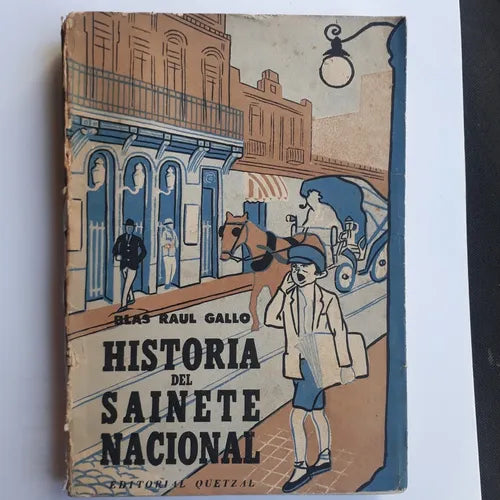 BLAS RAUL GALLO
HISTORIA
DEL
SAINETE
NACIONAL
EDITORIAL QUETZAL